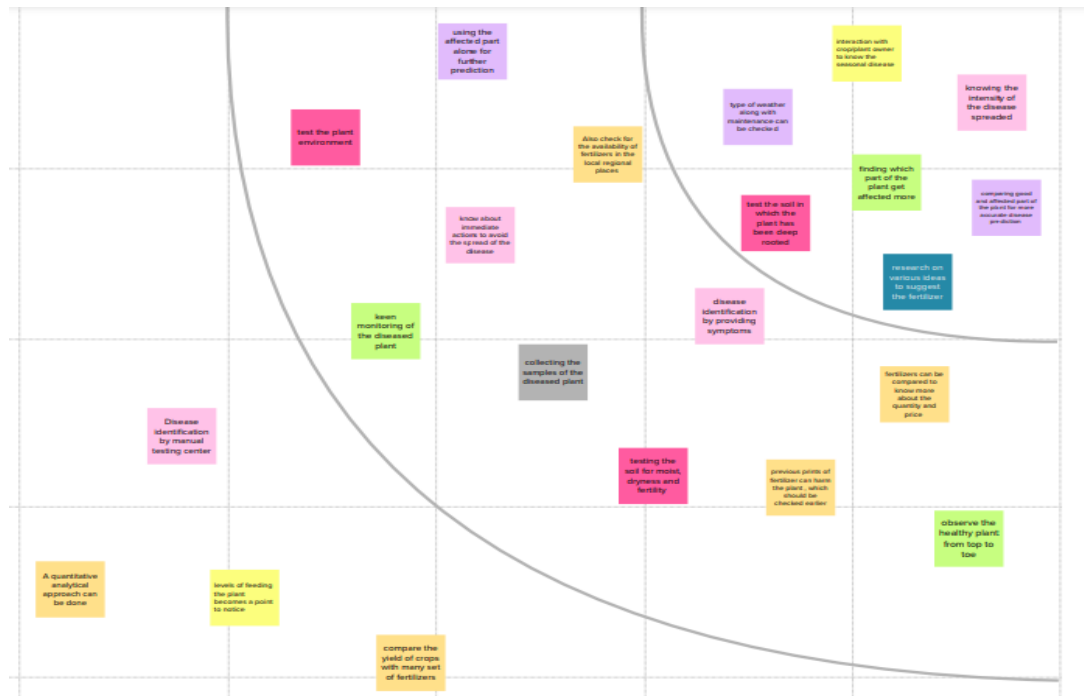 using the
affected part
alone for
further
prediction
interaction with
crop/plant owner
to know the
seasonal disease
knowing the
intensity of
the disease
spreaded
type of weather
along with
maintenance can
be checked
test the plant
environment
Also check for
the availability of
fertilizers in the
local regional
places
finding which
part of the
plant get
affected more
comparing good
and affected part of
the plant for more
accurate disease
prediction
test the soil in
which the
plant has
been deep
rooted
know about
immediate
actions to avoid
the spread of the
disease
research on
various ideas
to suggest
the fertilizer
disease
identification
by providing
symptoms
keen
monitoring of
the diseased
plant
collecting the
samples of the
diseased plant
fertilizers can be
compared to
know more
about the
quantity and
price
Disease
identification
by manual
testing center
testing the
soil for moist,
dryness and
fertility
previous prints of
fertilizer can harm
the plant , which
should be
checked earlier
observe the
healthy plant
from top to
toe
A quantitative
analytical
approach can
be done
levels of feeding
the plant
becomes a point
to notice
compare the
yield of crops
with many set
of fertilizers